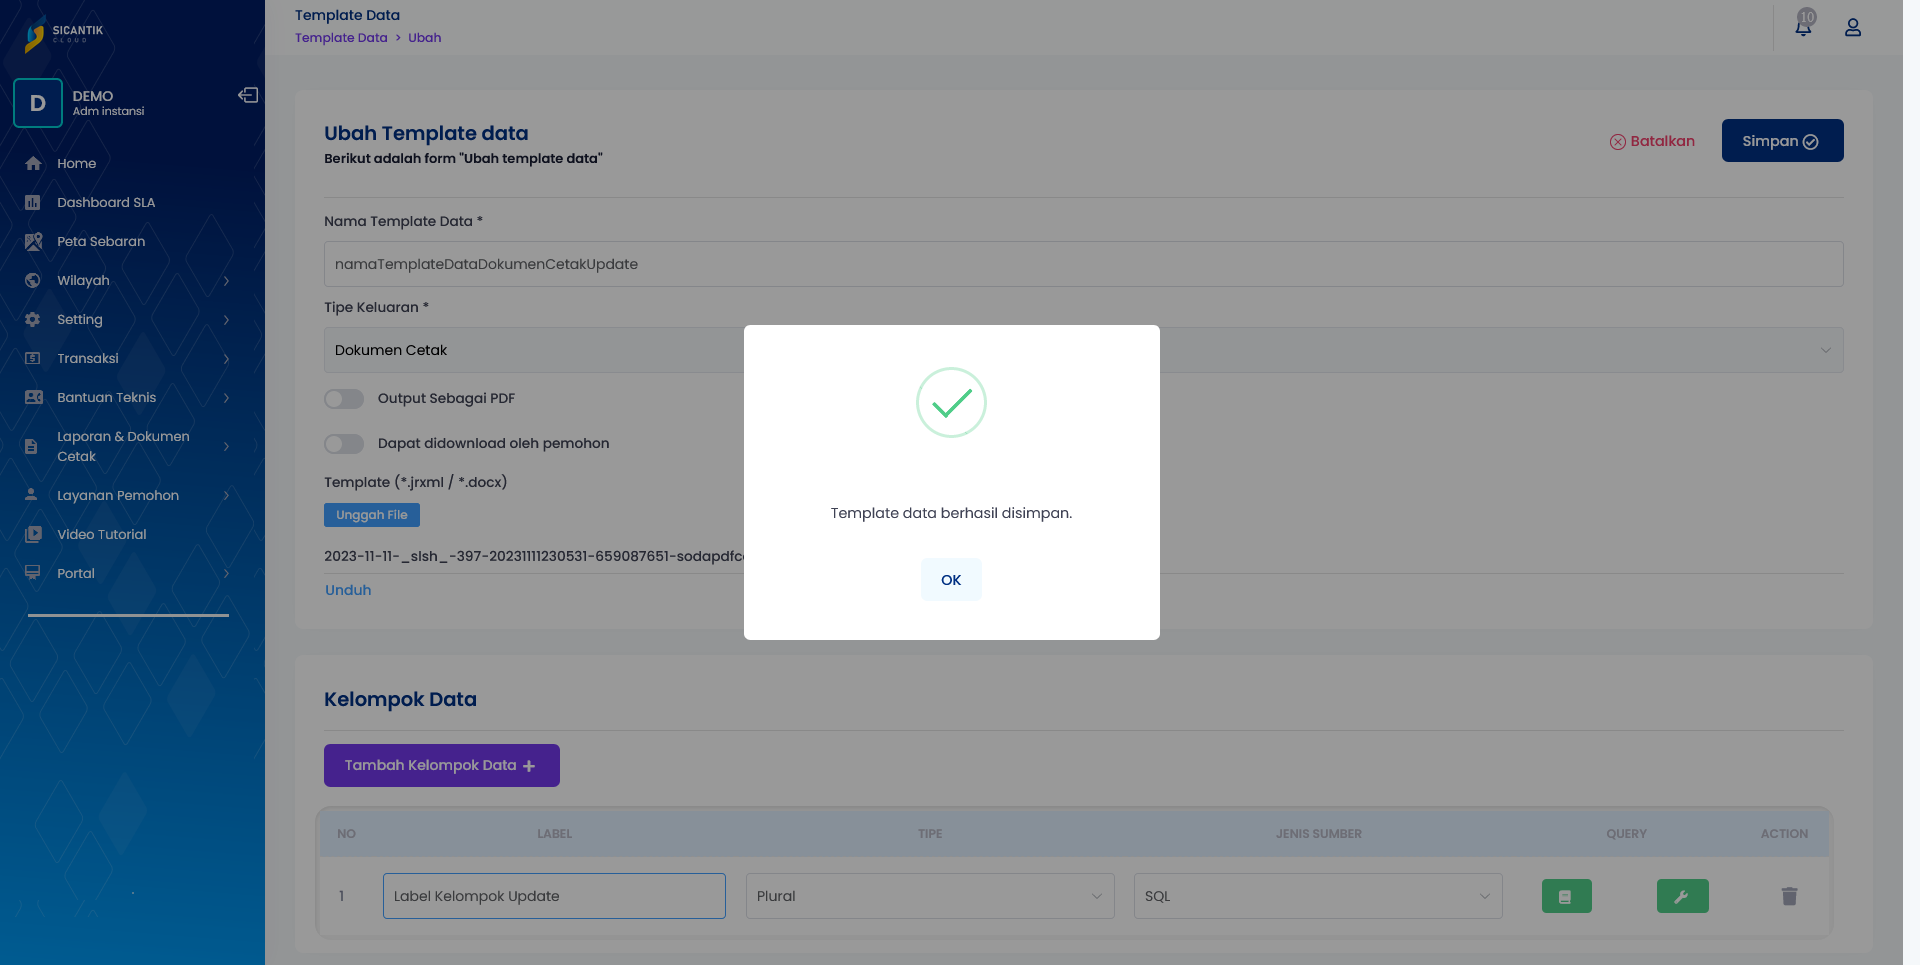 SICANTIK
CLOUD
D
DEMO
Adm instansi
Home
Dashboard SLA
Peta Sebaran
Wilayah
Setting
Transaksi
Bantuan Teknis
Laporan & Dokumen
Cetak
Layanan Pemohon
Video Tutorial
Portal
Template Data
Template Data > Ubah
10
Ubah Template data
Berikut adalah form "Ubah template data"
Batalkan
Simpan
Nama Template Data *
namaTemplateDataDokumenCetakUpdate
Tipe Keluaran *
Dokumen Cetak
Output Sebagai PDF
Dapat didownload oleh pemohon
Template (*.jrxml / *.docx)
Unggah File
2023-11-11-_slsh_-397-20231111230531-659087651-sodapdfc
Unduh
Template data berhasil disimpan.
OK
Kelompok Data
Tambah Kelompok Data +
NO LABEL TIPE JENIS SUMBER QUERY ACTION
1 Label Kelompok Update Plural SQL